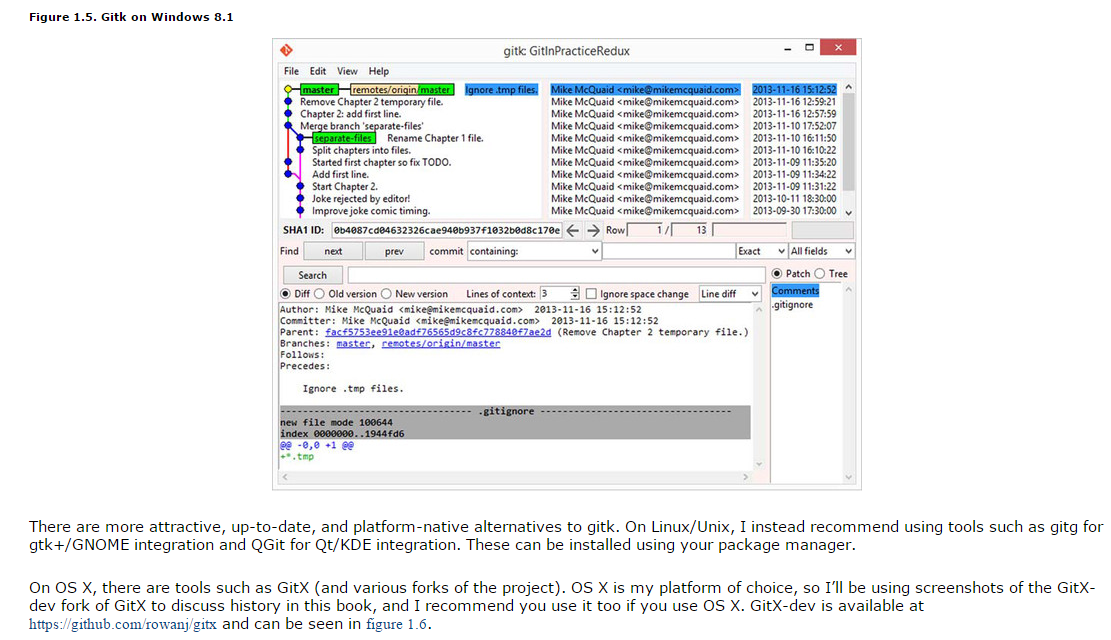 Figure 1.5. Gitk on Windows 8.1
gitk: GitInPracticeRedux
File Edit View Help
master remotes/origin/master Ignore .tmp files. Mike McQuaid <mike@mikemcquaid.com> 2013-11-16 15:12:52
Remove Chapter 2 temporary file. Mike McQuaid <mike@mikemcquaid.com> 2013-11-16 12:59:21
Chapter 2: add first line. Mike McQuaid <mike@mikemcquaid.com> 2013-11-16 12:57:59
Merge branch 'separate-files' Mike McQuaid <mike@mikemcquaid.com> 2013-11-10 17:52:07
separate-files Rename Chapter 1 file. Mike McQuaid <mike@mikemcquaid.com> 2013-11-10 16:11:50
Split chapters into files. Mike McQuaid <mike@mikemcquaid.com> 2013-11-10 16:10:22
Started first chapter so fix TODO. Mike McQuaid <mike@mikemcquaid.com> 2013-11-09 11:35:20
Add first line. Mike McQuaid <mike@mikemcquaid.com> 2013-11-09 11:34:22
Start Chapter 2. Mike McQuaid <mike@mikemcquaid.com> 2013-11-09 11:31:22
Joke rejected by editor! Mike McQuaid <mike@mikemcquaid.com> 2013-10-11 18:30:00
Improve joke comic timing. Mike McQuaid <mike@mikemcquaid.com> 2013-09-30 17:30:00
SHA1 ID: 0b4087cd04632326cae940b937f1032b0d8c170e Row 1 / 13
Find next prev commit containing: Exact All fields
Search Patch Tree
Diff Old version New version Lines of context: 3 Ignore space change Line diff Comments
.gitignore
Author: Mike McQuaid <mike@mikemcquaid.com> 2013-11-16 15:12:52
Committer: Mike McQuaid <mike@mikemcquaid.com> 2013-11-16 15:12:52
Parent: facf5753ee91e0adf76565d9c8fc778840f7ae2d (Remove Chapter 2 temporary file.)
Branches: master, remotes/origin/master
Follows:
Precedes:
Ignore .tmp files.
---------------------------------- .gitignore ----------------------------------
new file mode 100644
index 0000000..1944fd6
@@ -0,0 +1 @@
+*.tmp
There are more attractive, up-to-date, and platform-native alternatives to gitk. On Linux/Unix, I instead recommend using tools such as gitg for
gtk+/GNOME integration and QGit for Qt/KDE integration. These can be installed using your package manager.
On OS X, there are tools such as GitX (and various forks of the project). OS X is my platform of choice, so I’ll be using screenshots of the GitX-
dev fork of GitX to discuss history in this book, and I recommend you use it too if you use OS X. GitX-dev is available at
https://github.com/rowanj/gitx and can be seen in figure 1.6.